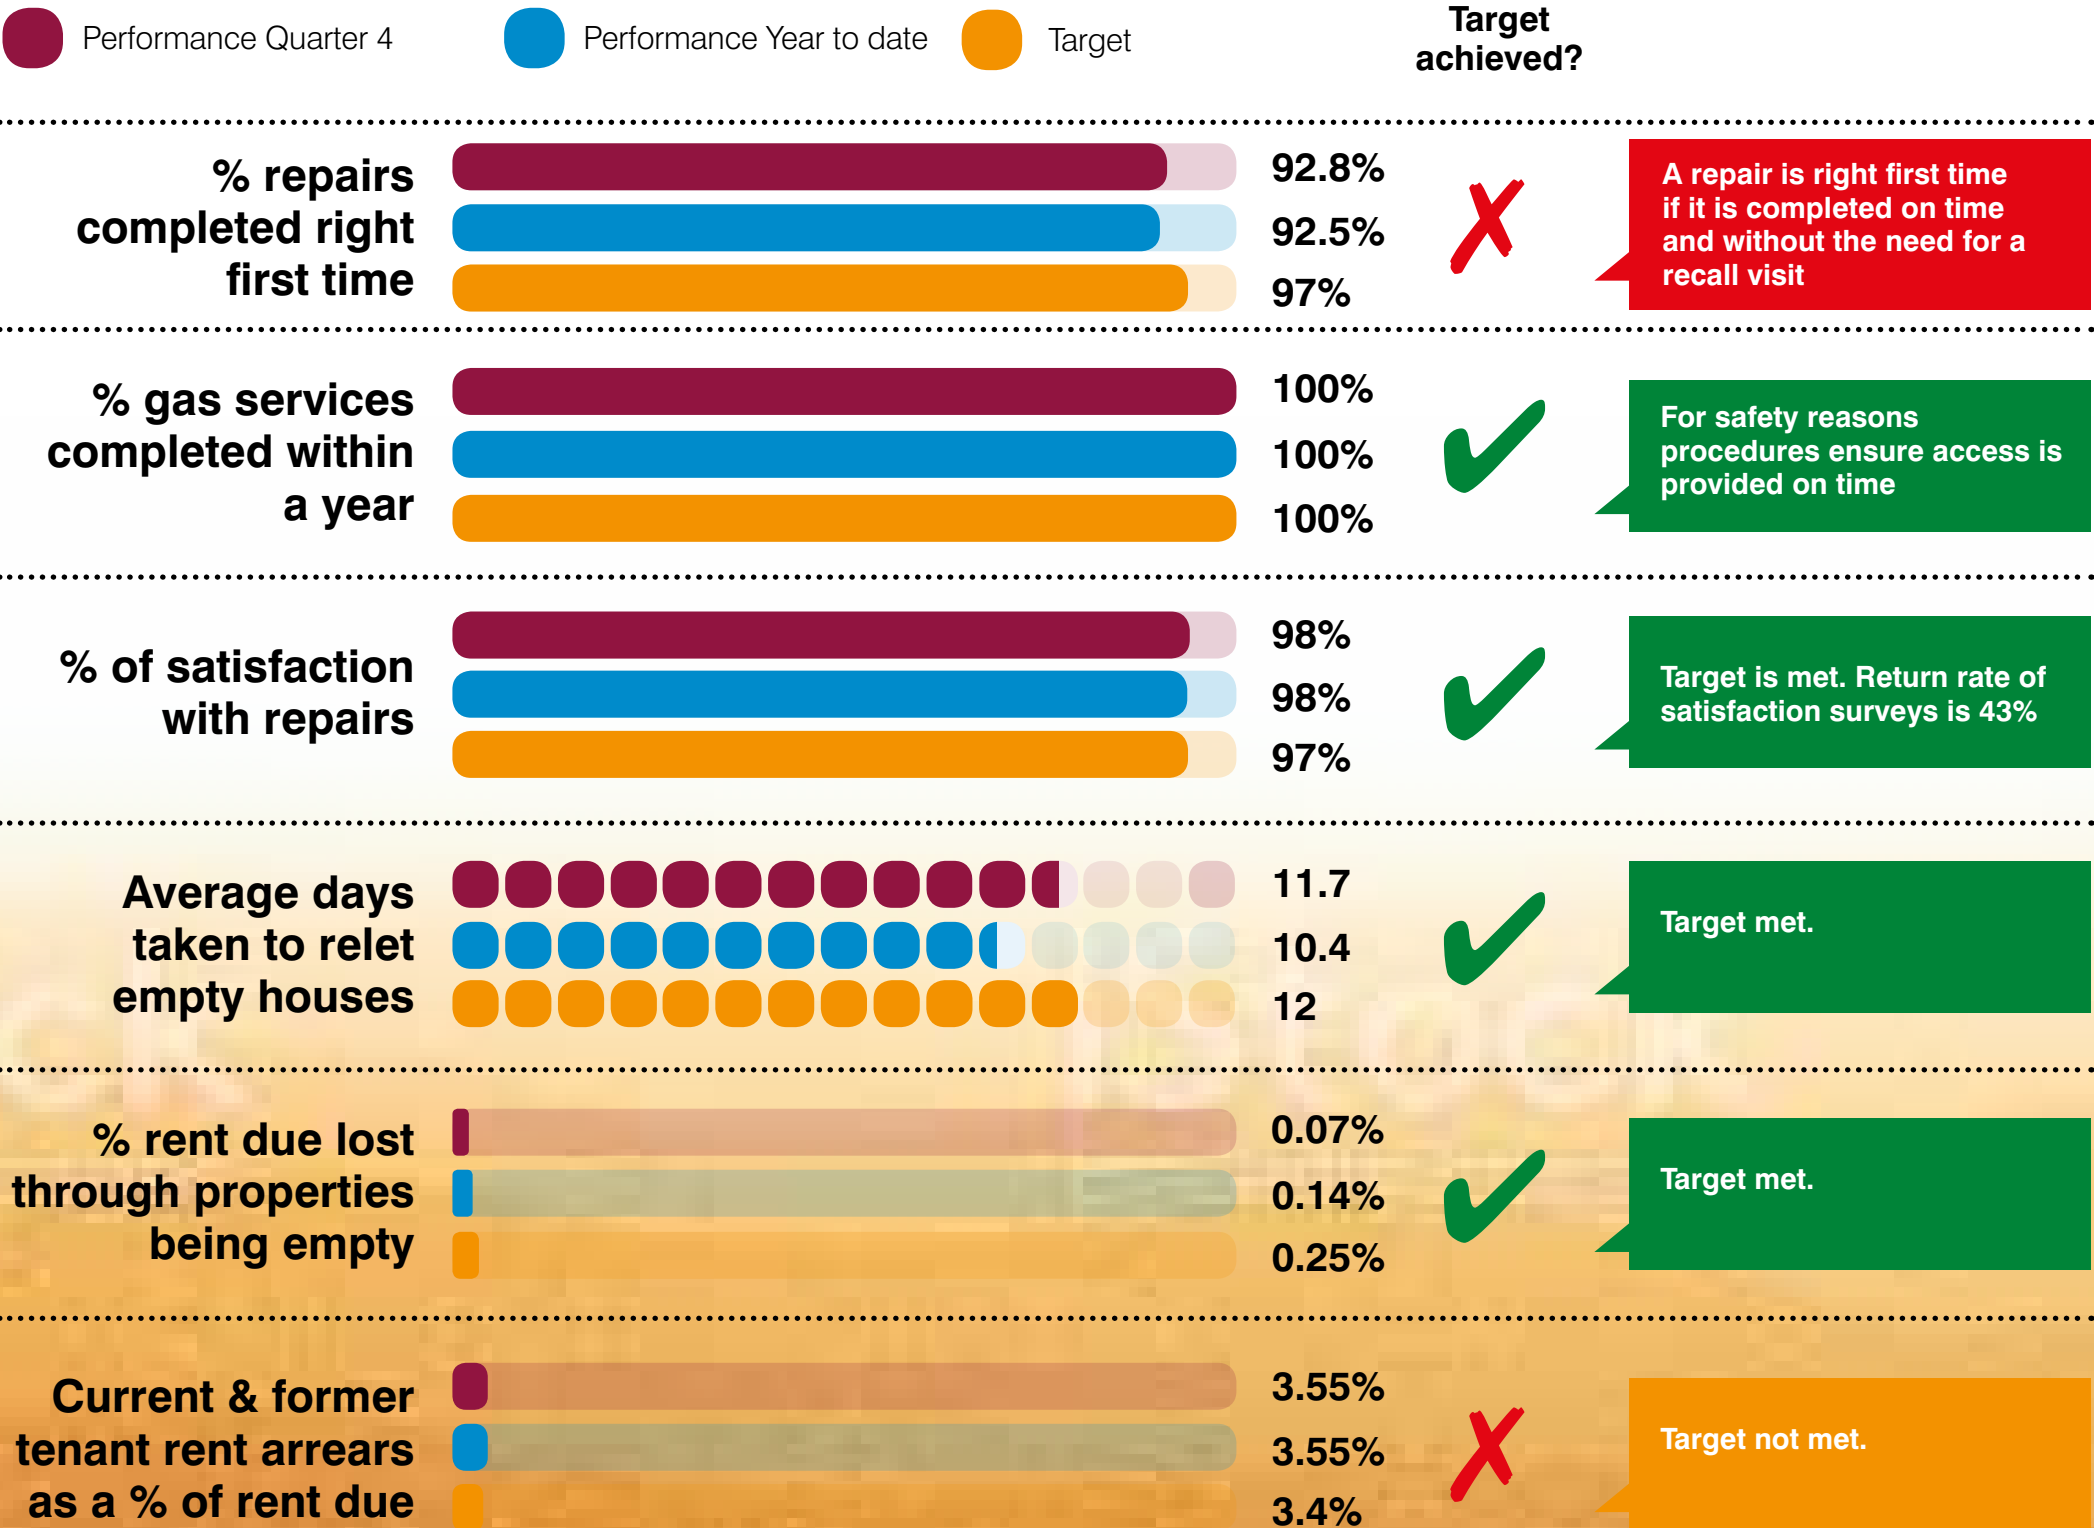 Performance Quarter 4
Performance Year to date
Target
Target
achieved?
% repairs
completed right
first time
92.8%
92.5%
97%
A repair is right first time
if it is completed on time
and without the need for a
recall visit
% gas services
completed within
a year
100%
100%
100%
For safety reasons
procedures ensure access is
provided on time
% of satisfaction
with repairs
98%
98%
97%
Target is met. Return rate of
satisfaction surveys is 43%
Average days
taken to relet
empty houses
11.7
10.4
12
Target met.
% rent due lost
through properties
being empty
0.07%
0.14%
0.25%
Target met.
Current & former
tenant rent arrears
as a % of rent due
3.55%
3.55%
3.4%
Target not met.